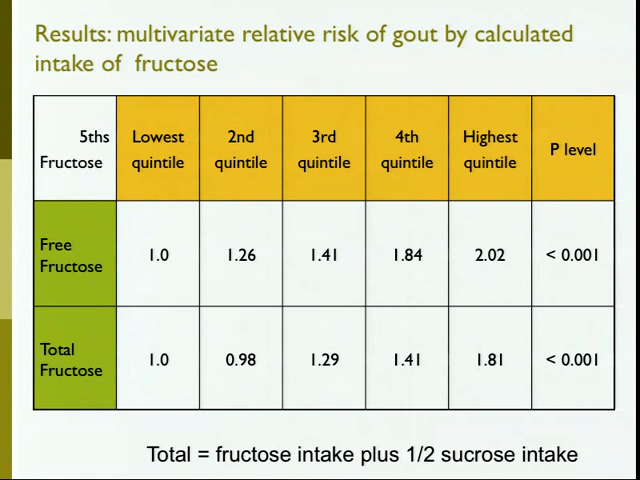 Results: multivariate relative risk of gout by calculated
intake of fructose
5ths Lowest 2nd 3rd 4th Highest P level
Fructose quintile quintile quintile quintile quintile
Free
Fructose 1.0 1.26 1.41 1.84 2.02 < 0.001
Total
Fructose 1.0 0.98 1.29 1.41 1.81 < 0.001
Total = fructose intake plus 1/2 sucrose intake